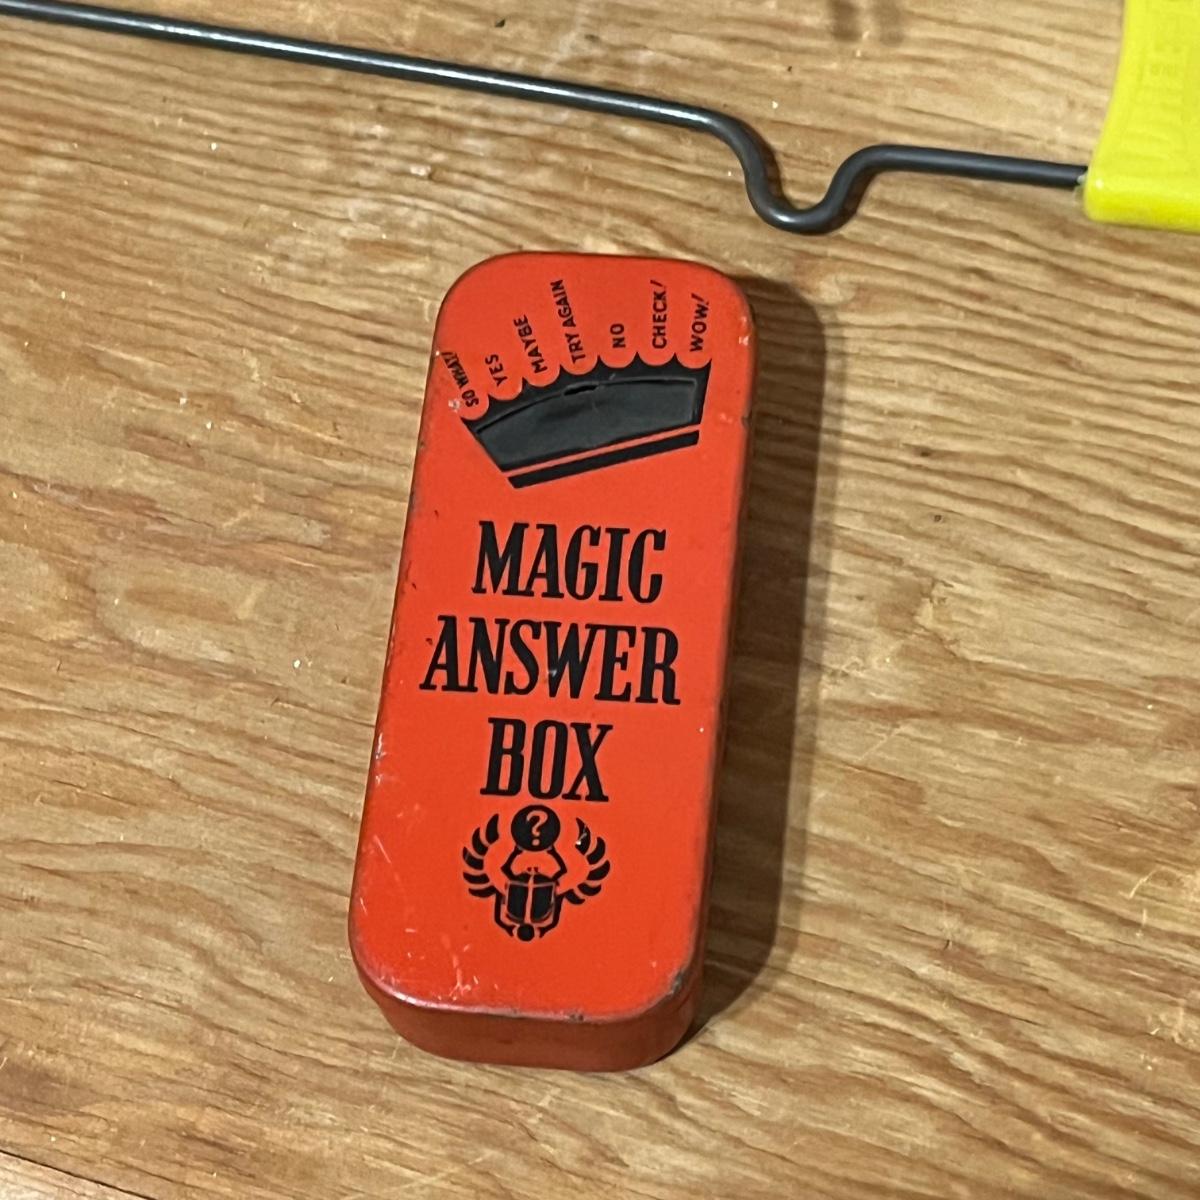 SO WHAT!
YES
MAYBE
TRY AGAIN
NO
CHECK!
WOW!
MAGIC
ANSWER
BOX
?